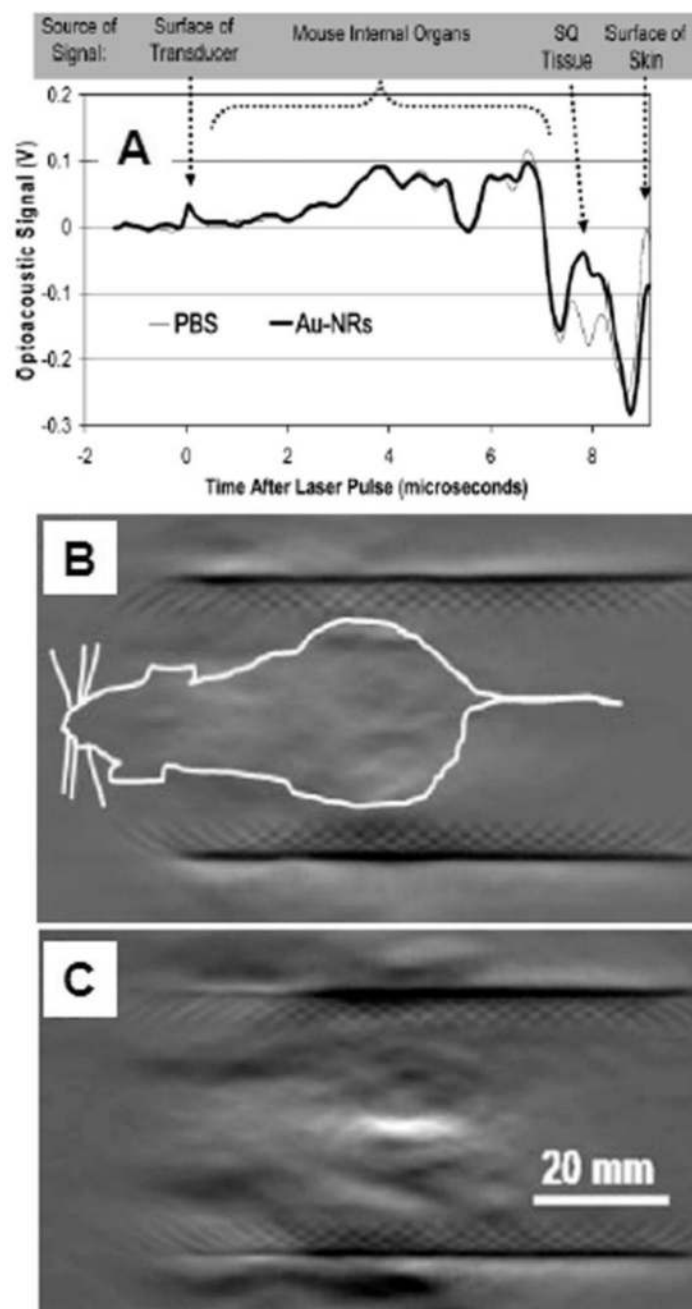 Source of Signal:
Surface of Transducer
Mouse Internal Organs
SQ Tissue
Surface of Skin
0.2
0.1
0
-0.1
-0.2
-0.3
Optoacoustic Signal (V)
A
PBS
Au-NRs
-2 0 2 4 6 8
Time After Laser Pulse (microseconds)
B
C
20 mm